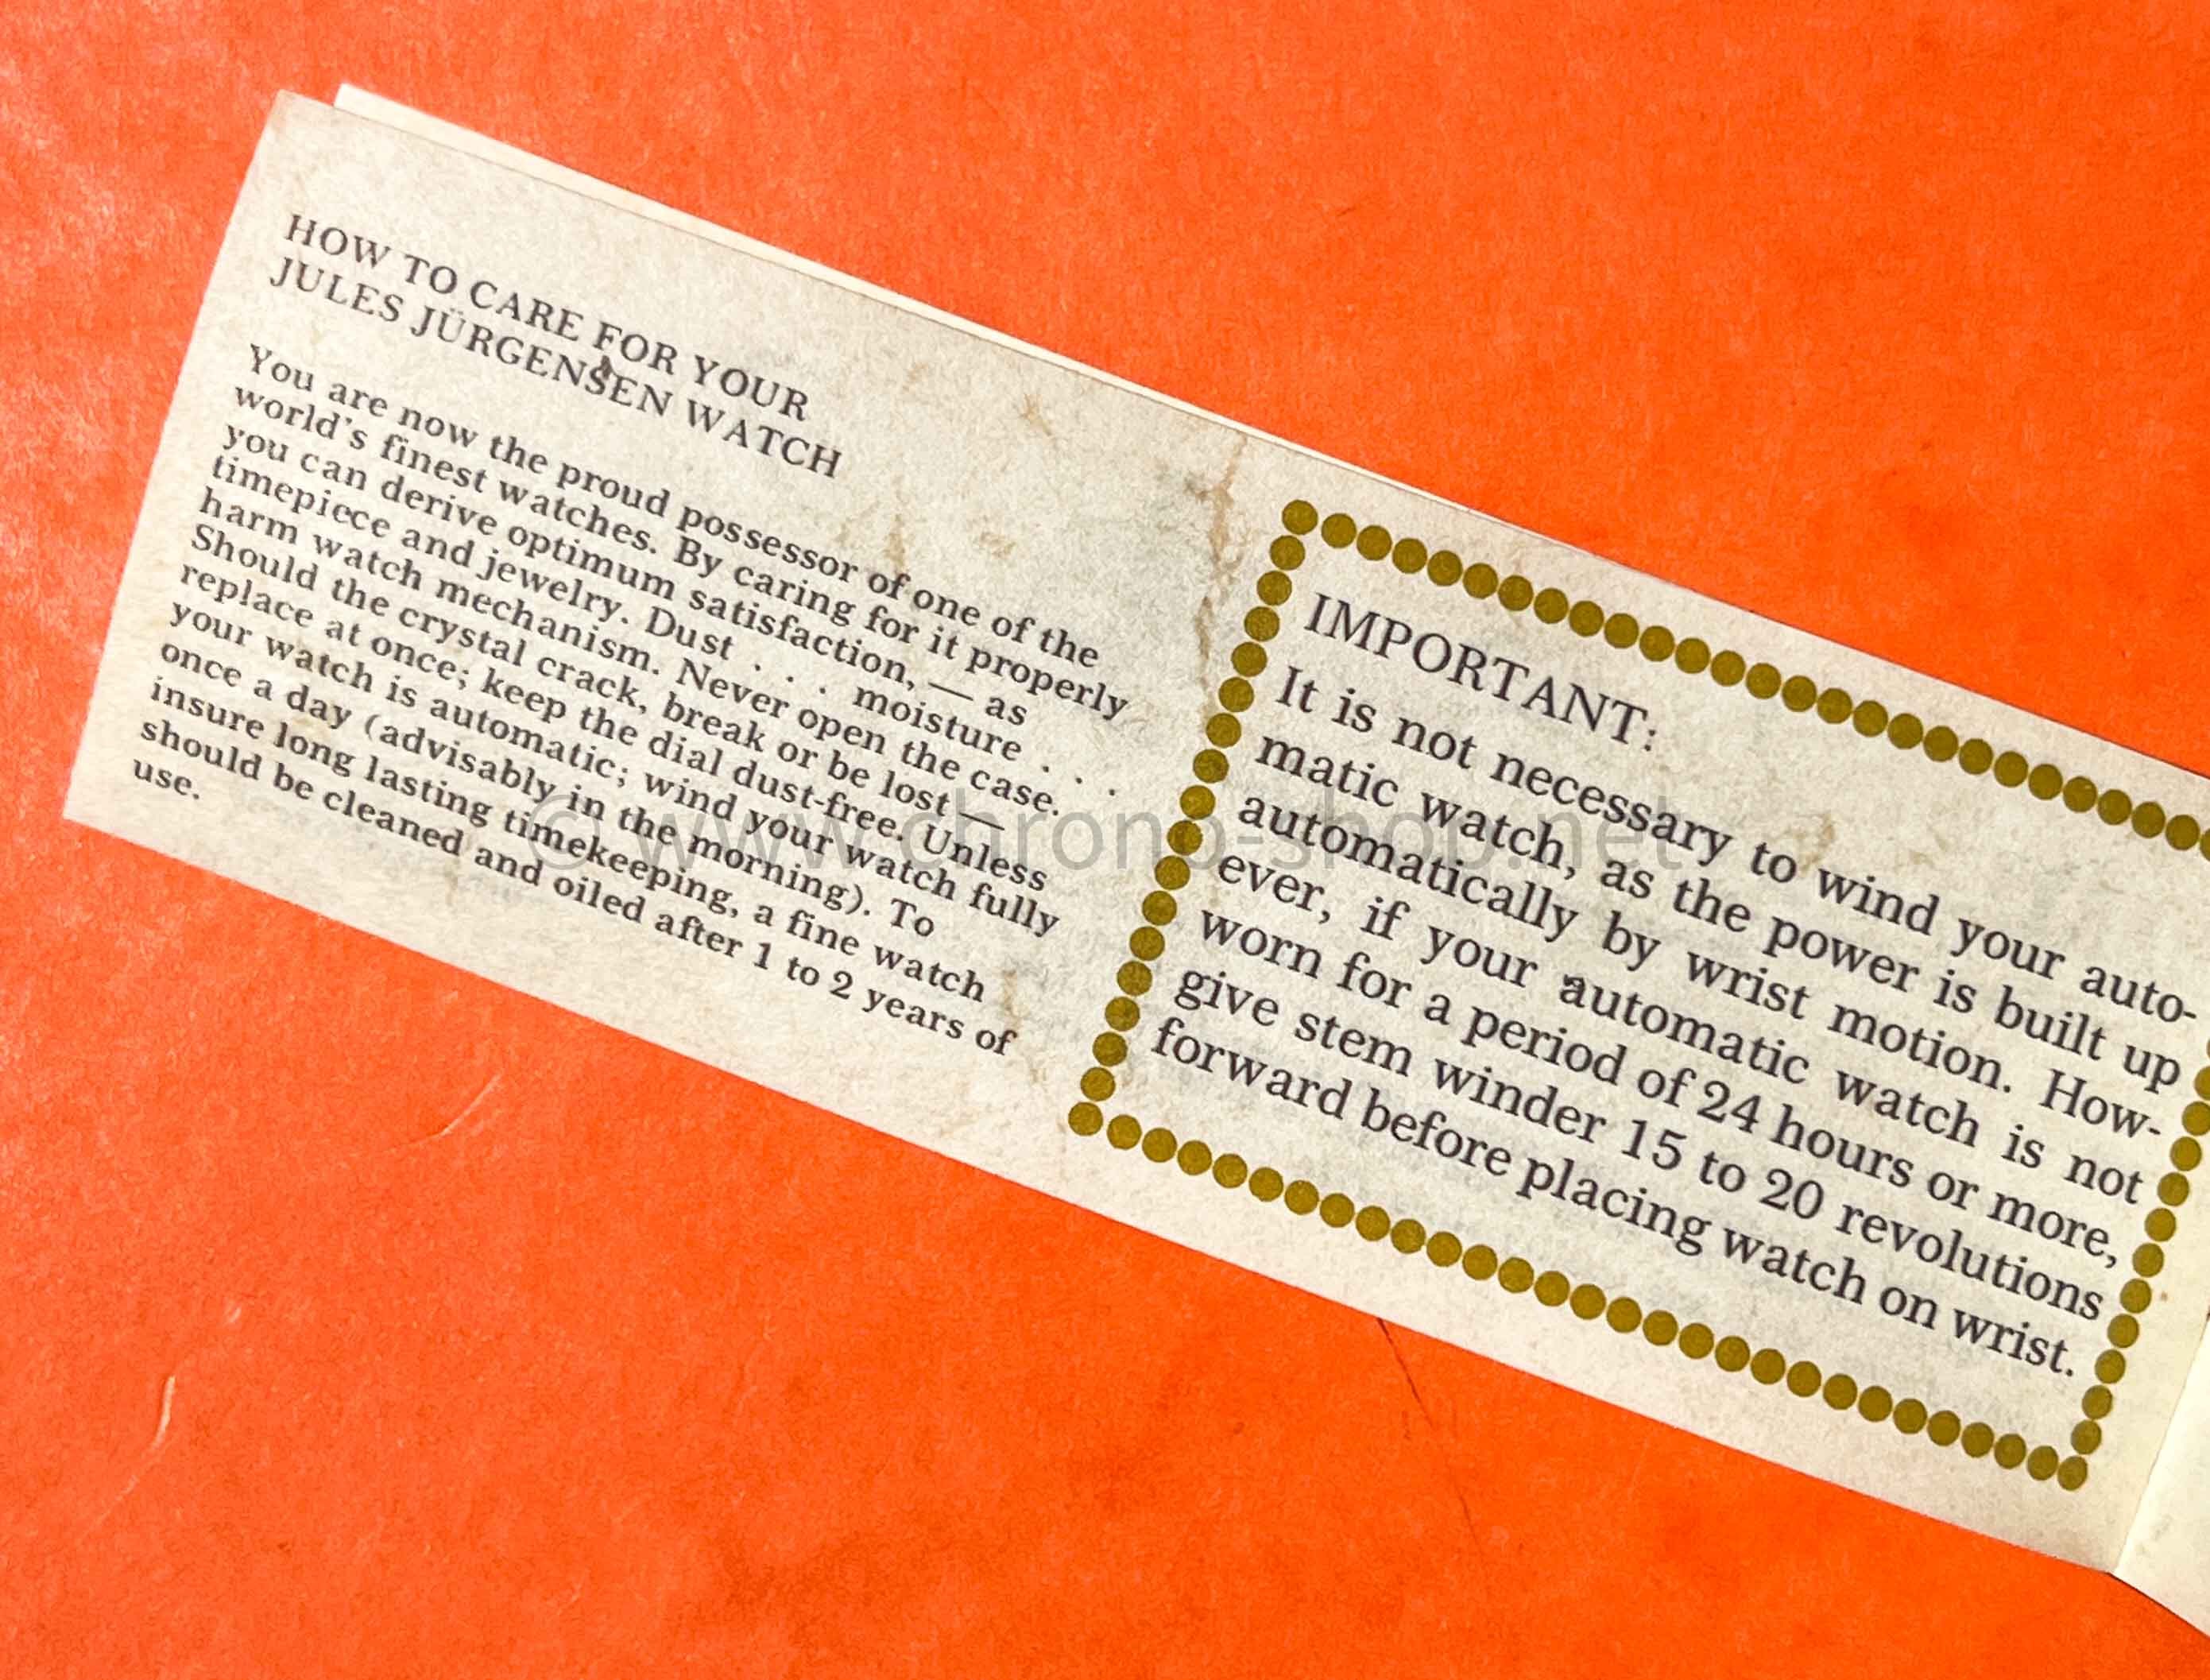 HOW TO CARE FOR YOUR
JULES JÜRGENSEN WATCH
You are now the proud possessor of one of the
world's finest watches. By caring for it properly
you can derive optimum satisfaction, — as
timepiece and jewelry. Dust . . . moisture . . .
harm watch mechanism. Never open the case.
Should the crystal crack, break or be lost —
replace at once; keep the dial dust-free. Unless
your watch is automatic; wind your watch fully
once a day (advisably in the morning). To
insure long lasting timekeeping, a fine watch
should be cleaned and oiled after 1 to 2 years of
use.
IMPORTANT:
It is not necessary to wind your auto-
matic watch, as the power is built up
automatically by wrist motion. How-
ever, if your automatic watch is not
worn for a period of 24 hours or more,
give stem winder 15 to 20 revolutions
forward before placing watch on wrist.
© www.chrono-shop.net